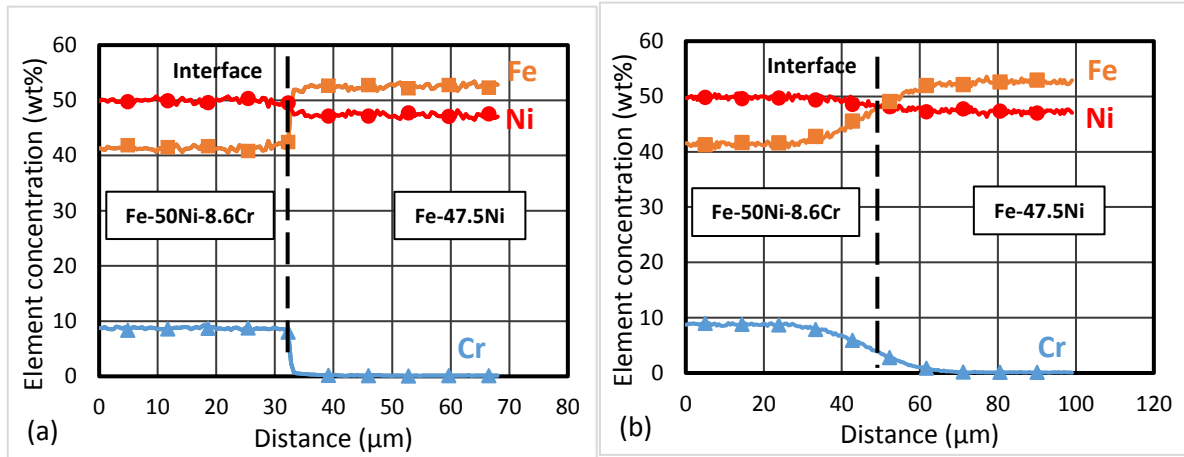 60
50
40
30
20
10
0
Element concentration (wt%)
Interface
Fe
Ni
Fe-50Ni-8.6Cr
Fe-47.5Ni
Cr
0 10 20 30 40 50 60 70 80
Distance (μm)
(a)
60
50
40
30
20
10
0
Element concentration (wt%)
Interface
Fe
Ni
Fe-50Ni-8.6Cr
Fe-47.5Ni
Cr
0 20 40 60 80 100 120
Distance (μm)
(b)